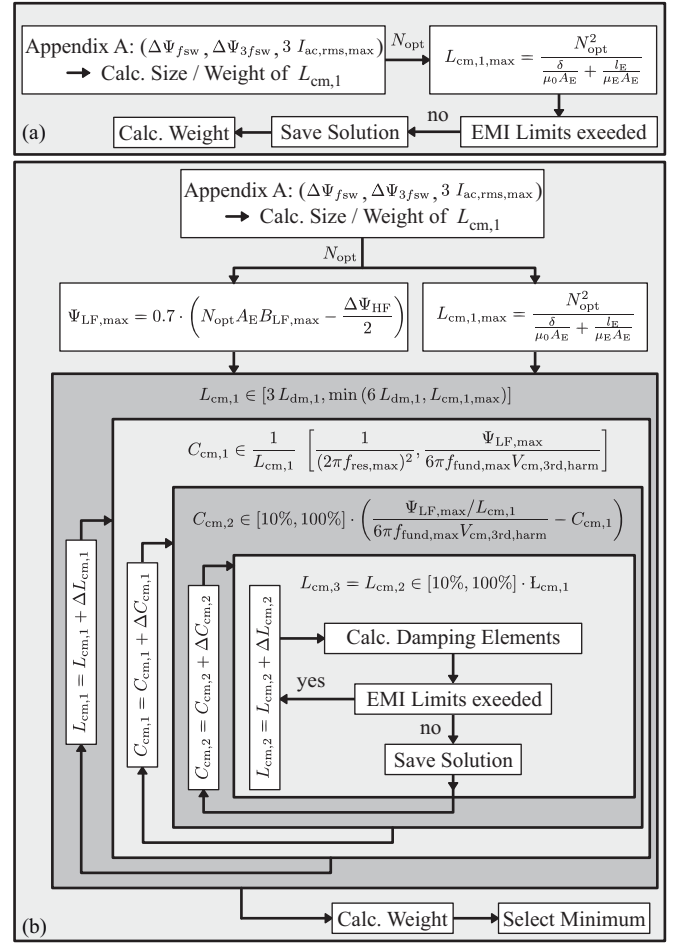 Appendix A: (ΔΨ_fsw, ΔΨ_3fsw, 3 I_ac,rms,max)
→ Calc. Size / Weight of L_cm,1
N_opt
L_cm,1,max = N_opt^2 / (δ/(μ_0 A_E) + l_E/(μ_E A_E))
(a)
Calc. Weight
Save Solution
no
EMI Limits exeeded
Appendix A: (ΔΨ_fsw, ΔΨ_3fsw, 3 I_ac,rms,max)
→ Calc. Size / Weight of L_cm,1
N_opt
Ψ_LF,max = 0.7 · (N_opt A_E B_LF,max − ΔΨ_HF/2)
L_cm,1,max = N_opt^2 / (δ/(μ_0 A_E) + l_E/(μ_E A_E))
L_cm,1 ∈ [3 L_dm,1, min (6 L_dm,1, L_cm,1,max)]
C_cm,1 ∈ 1/L_cm,1 [1/(2πf_res,max)^2, Ψ_LF,max/(6πf_fund,max V_cm,3rd,harm)]
C_cm,2 ∈ [10%, 100%] · ((Ψ_LF,max/L_cm,1)/(6πf_fund,max V_cm,3rd,harm) − C_cm,1)
L_cm,3 = L_cm,2 ∈ [10%, 100%] · L_cm,1
L_cm,1 = L_cm,1 + ΔL_cm,1
C_cm,1 = C_cm,1 + ΔC_cm,1
C_cm,2 = C_cm,2 + ΔC_cm,2
L_cm,2 = L_cm,2 + ΔL_cm,2
Calc. Damping Elements
yes
EMI Limits exeeded
no
Save Solution
(b)
Calc. Weight
Select Minimum